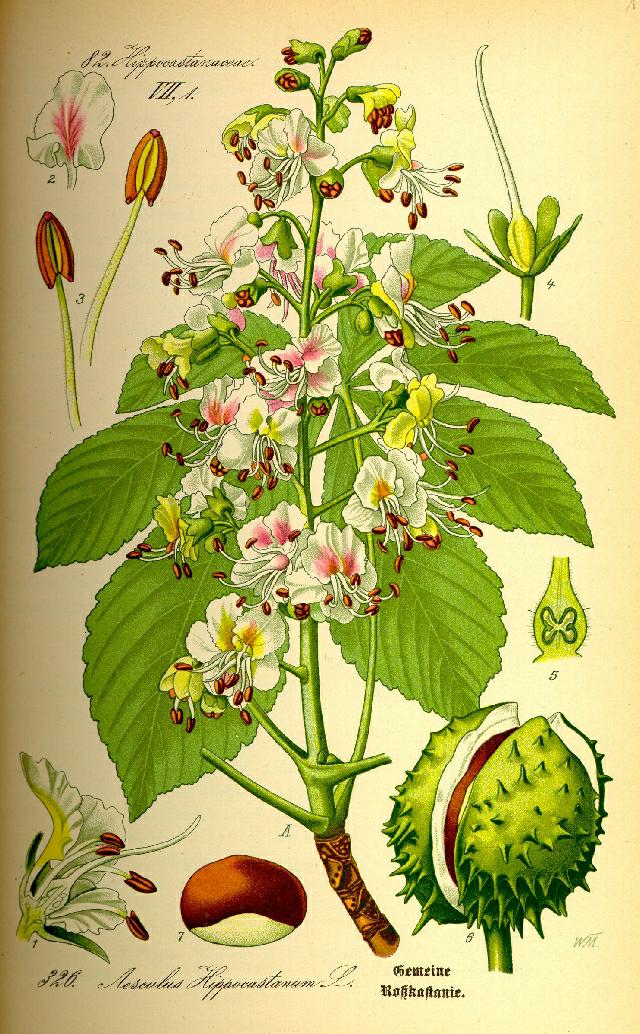 82. Hippocastanaceae.
VII, 1.
2
3
4
5
A
1
7
6
WM.
326. Aesculus Hippocastanum L.
Gemeine
Roßkastanie.